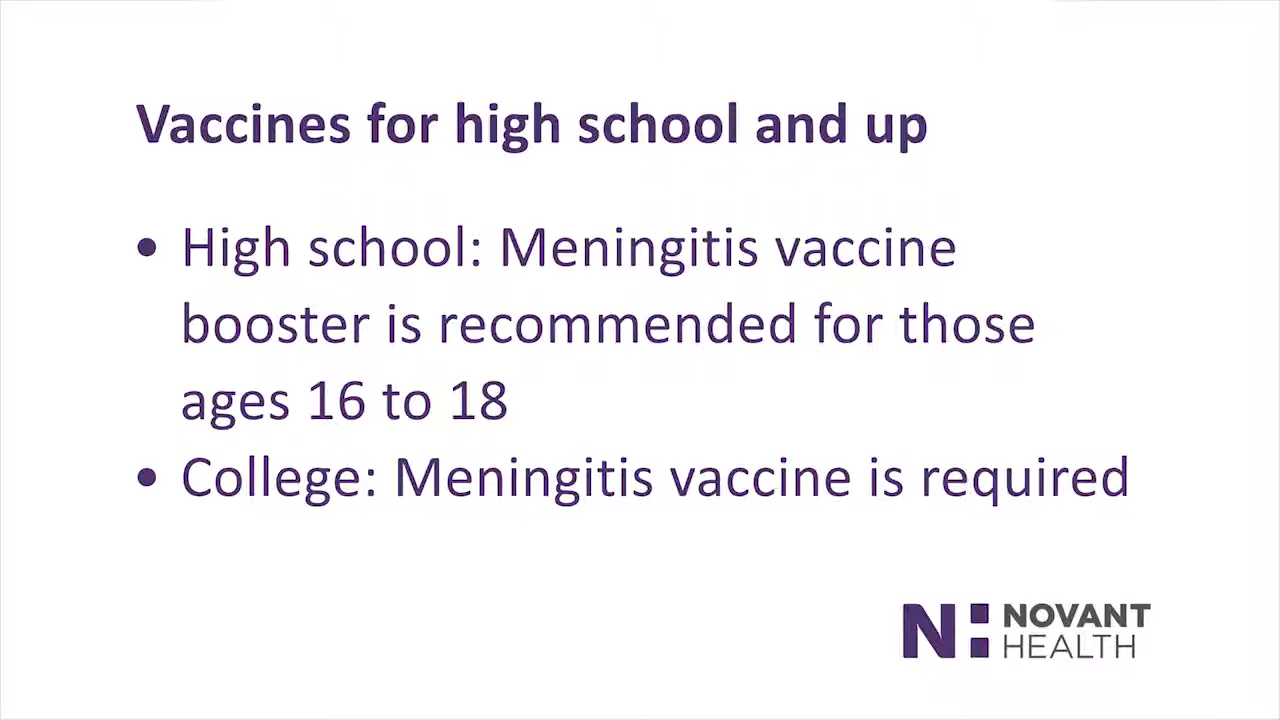 Vaccines for high school and up
• High school: Meningitis vaccine
booster is recommended for those
ages 16 to 18
• College: Meningitis vaccine is required
N
NOVANT
HEALTH